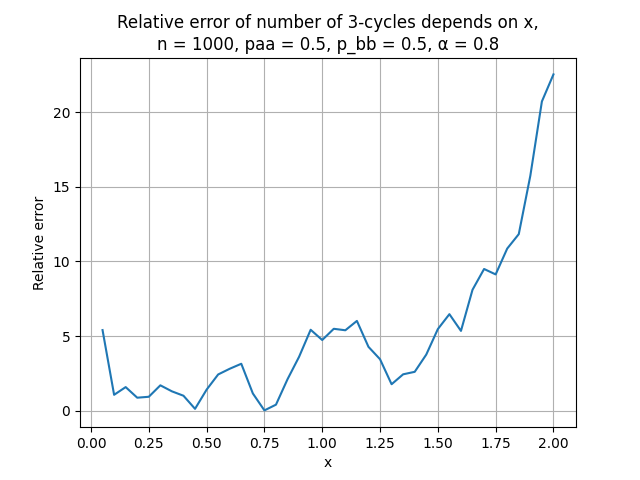 Relative error of number of 3-cycles depends on x,
n = 1000, paa = 0.5, p_bb = 0.5, α = 0.8
Relative error
20
15
10
5
0
0.00 0.25 0.50 0.75 1.00 1.25 1.50 1.75 2.00
x